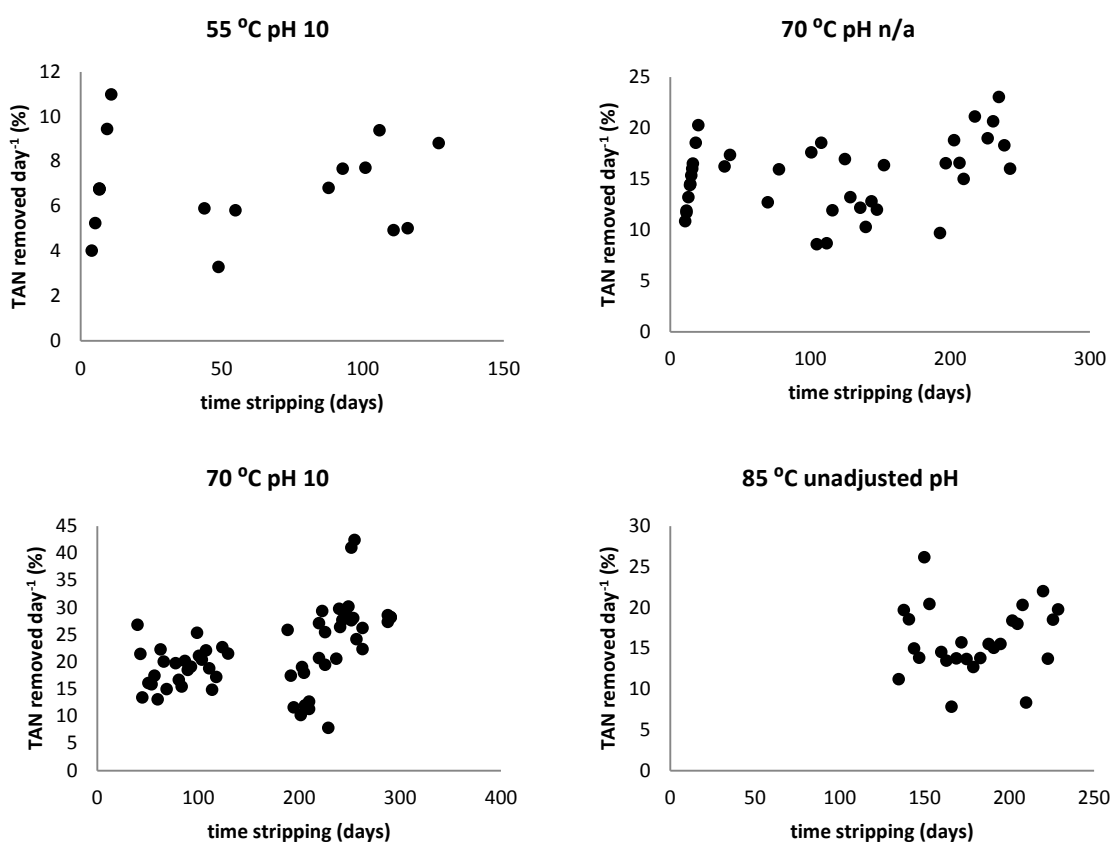 55 ⁰C pH 10
TAN removed day⁻¹ (%)
12
10
8
6
4
2
0
0 50 100 150
time stripping (days)
70 ⁰C pH n/a
TAN removed day⁻¹ (%)
25
20
15
10
5
0
0 100 200 300
time stripping (days)
70 ⁰C pH 10
TAN removed day⁻¹ (%)
45
40
35
30
25
20
15
10
5
0
0 100 200 300 400
time stripping (days)
85 ⁰C unadjusted pH
TAN removed day⁻¹ (%)
30
25
20
15
10
5
0
0 50 100 150 200 250
time stripping (days)